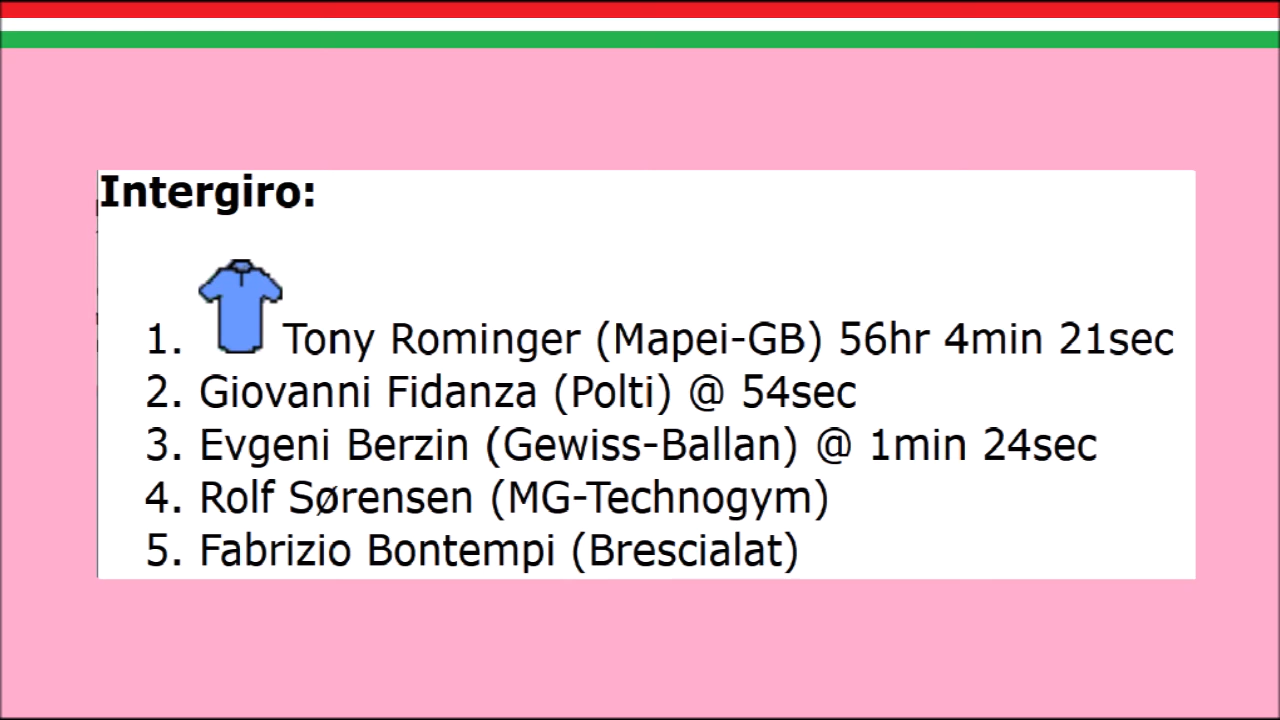 Intergiro:
1. Tony Rominger (Mapei-GB) 56hr 4min 21sec
2. Giovanni Fidanza (Polti) @ 54sec
3. Evgeni Berzin (Gewiss-Ballan) @ 1min 24sec
4. Rolf Sørensen (MG-Technogym)
5. Fabrizio Bontempi (Brescialat)